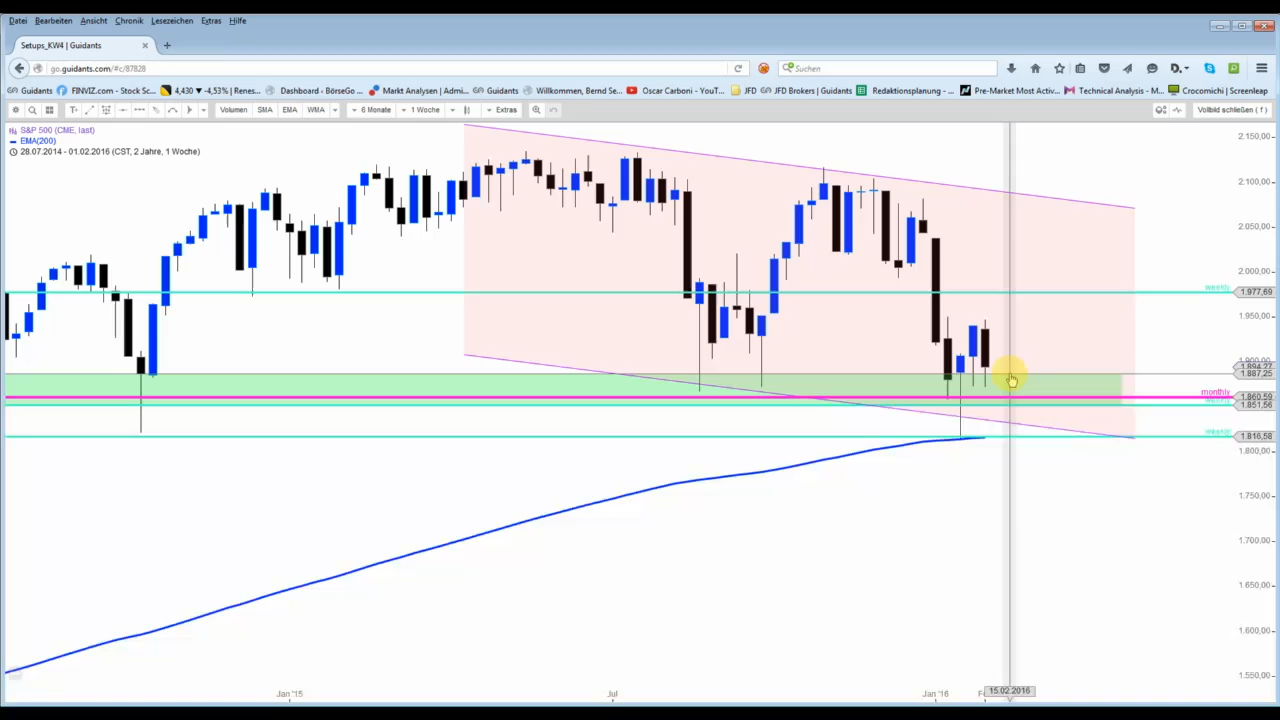 Datei Bearbeiten Ansicht Chronik Lesezeichen Extras Hilfe
Setups_KW4 | Guidants
go.guidants.com/#c/87828
Suchen
D.
Guidants FINVIZ.com - Stock Sc... 4,430 ▼ -4,53% | Renes... Dashboard ‹ BörseGo ... Markt Analysen | Admi... Guidants Willkommen, Bernd Se... Oscar Carboni - YouT... JFD JFD Brokers | Guidants Redaktionsplanung - ... Pre-Market Most Activ... Technical Analysis - M... Crocomichi | Screenleap
Volumen SMA EMA WMA 6 Monate 1 Woche Extras Vollbild schließen ( f )
S&P 500 (CME, last)
EMA(200)
28.07.2014 - 01.02.2016 (CST, 2 Jahre, 1 Woche)
2.150,00
2.100,00
2.050,00
2.000,00
weekly 1.977,69
1.950,00
1.900,00
1.894,27
1.887,25
monthly 1.860,59
1.851,56
weekly 1.816,58
1.800,00
1.750,00
1.700,00
1.650,00
1.600,00
1.550,00
Jan '15 Jul Jan '16 15.02.2016